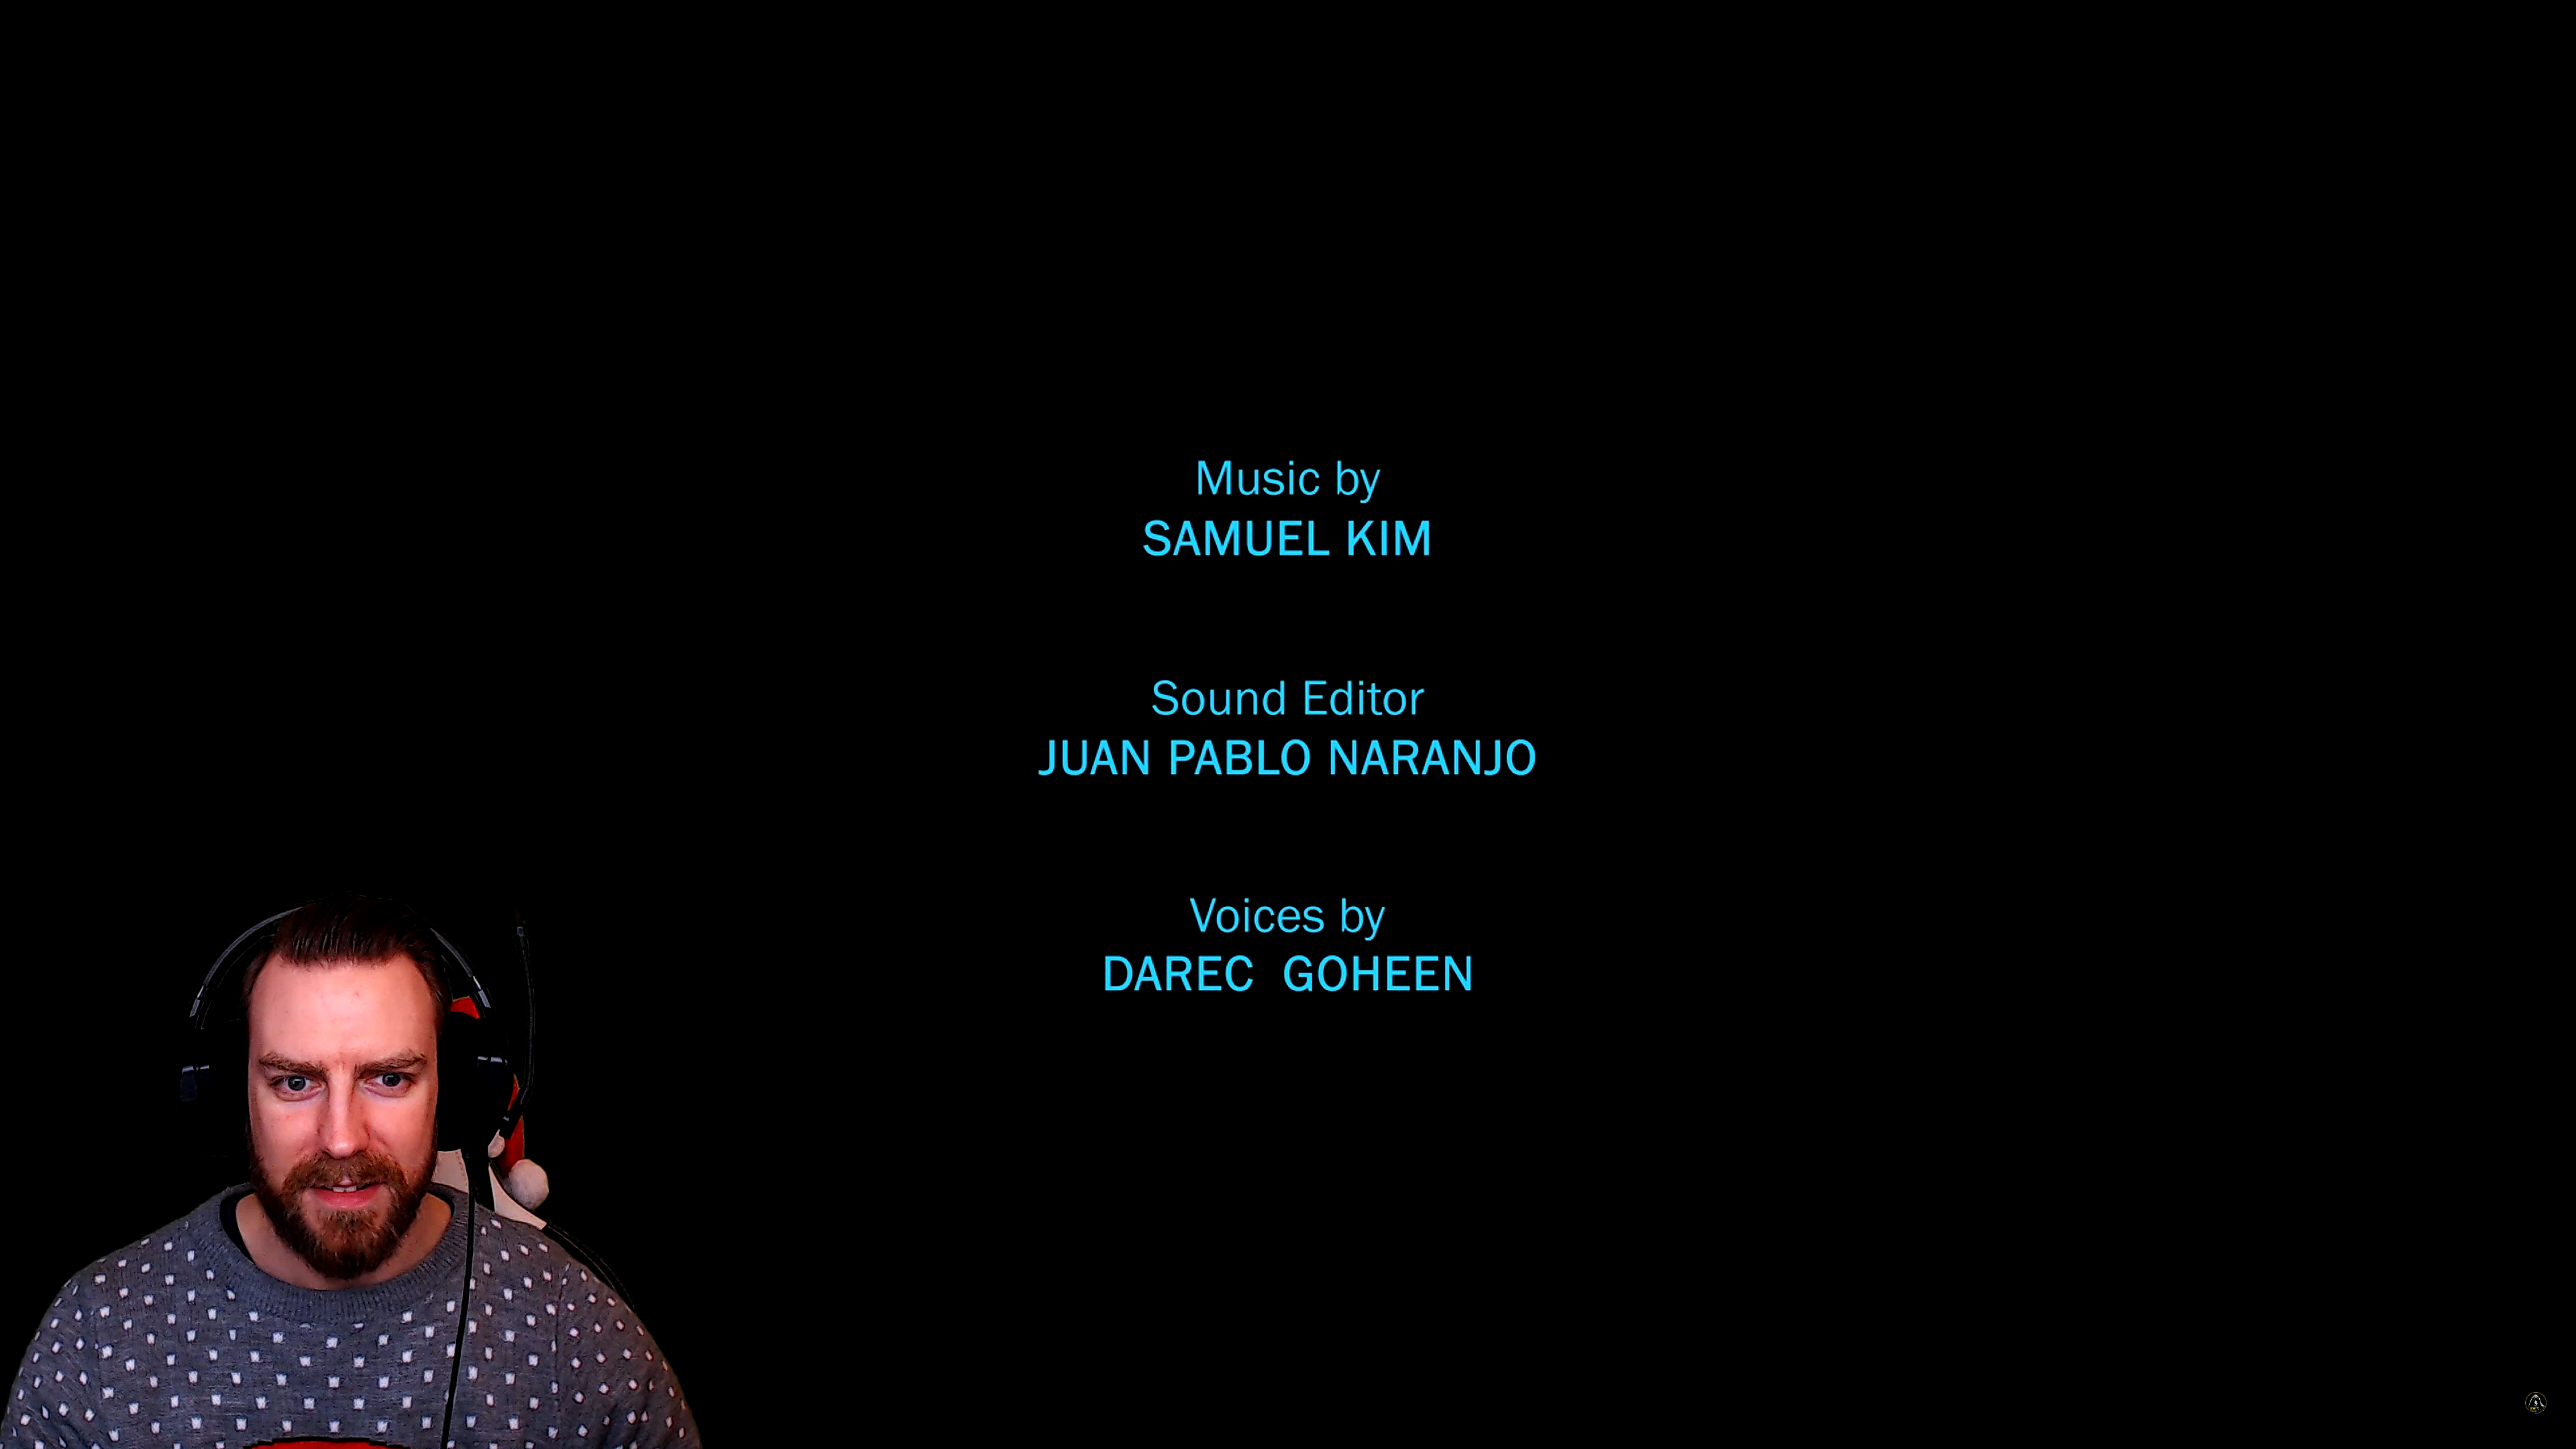 Music by
SAMUEL KIM
Sound Editor
JUAN PABLO NARANJO
Voices by
DAREC GOHEEN